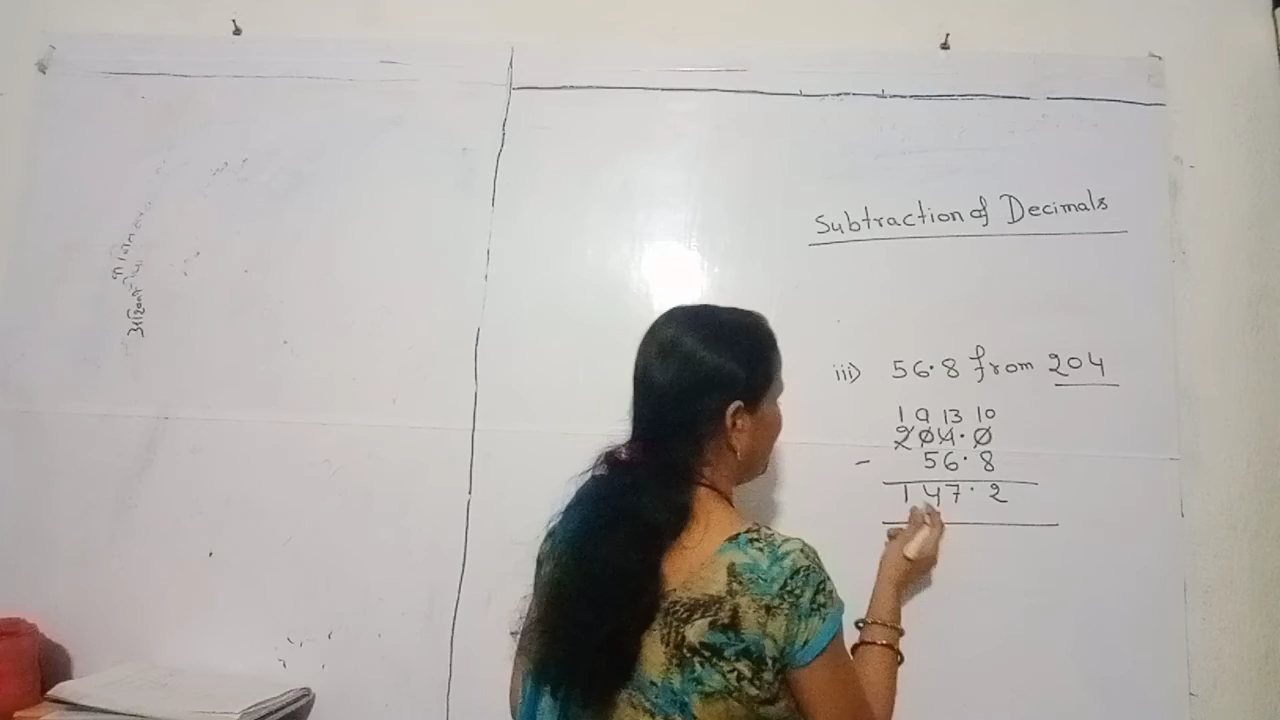 Subtraction of Decimals
iii) 56.8 from 204
1 9 13 10
204.0
- 56.8
147.2